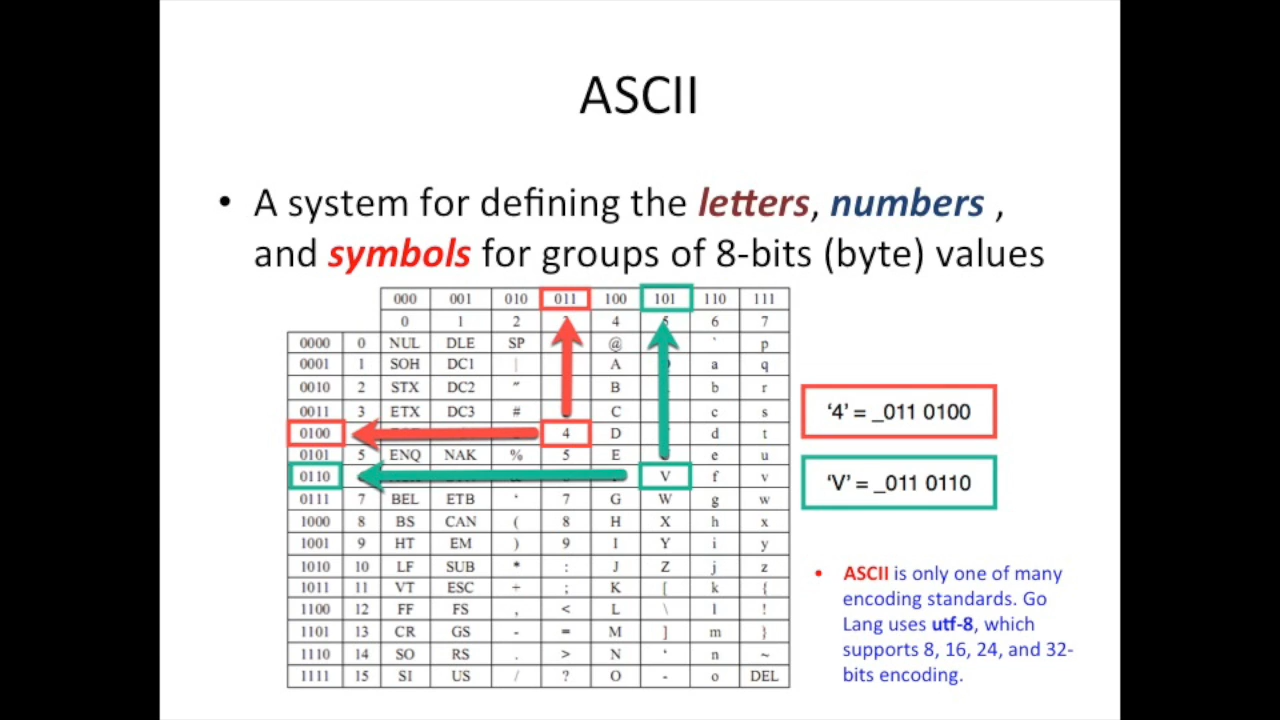 ASCII
• A system for defining the letters, numbers ,
and symbols for groups of 8-bits (byte) values
000 001 010 011 100 101 110 111
0 1 2 4 6 7
0000 0 NUL DLE SP @ ` p
0001 1 SOH DC1 | A a q
0010 2 STX DC2 ″ B b r
0011 3 ETX DC3 # C c s
0100 4 D d t
0101 5 ENQ NAK % 5 E e u
0110 V f v
0111 7 BEL ETB ' 7 G W g w
1000 8 BS CAN ( 8 H X h x
1001 9 HT EM ) 9 I Y i y
1010 10 LF SUB * : J Z j z
1011 11 VT ESC + ; K [ k {
1100 12 FF FS , < L \ l !
1101 13 CR GS - = M ] m }
1110 14 SO RS . > N ‘ n ~
1111 15 SI US / ? O - o DEL
‘4’ = _011 0100
‘V’ = _011 0110
• ASCII is only one of many
encoding standards. Go
Lang uses utf-8, which
supports 8, 16, 24, and 32-
bits encoding.